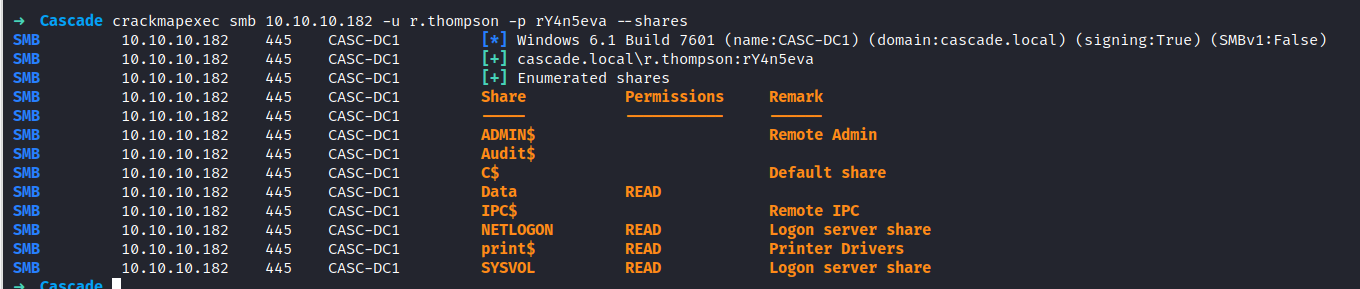 → Cascade crackmapexec smb 10.10.10.182 -u r.thompson -p rY4n5eva --shares
SMB 10.10.10.182 445 CASC-DC1 [*] Windows 6.1 Build 7601 (name:CASC-DC1) (domain:cascade.local) (signing:True) (SMBv1:False)
SMB 10.10.10.182 445 CASC-DC1 [+] cascade.local\r.thompson:rY4n5eva
SMB 10.10.10.182 445 CASC-DC1 [+] Enumerated shares
SMB 10.10.10.182 445 CASC-DC1 Share Permissions Remark
SMB 10.10.10.182 445 CASC-DC1 ----- ----------- ------
SMB 10.10.10.182 445 CASC-DC1 ADMIN$ Remote Admin
SMB 10.10.10.182 445 CASC-DC1 Audit$
SMB 10.10.10.182 445 CASC-DC1 C$ Default share
SMB 10.10.10.182 445 CASC-DC1 Data READ
SMB 10.10.10.182 445 CASC-DC1 IPC$ Remote IPC
SMB 10.10.10.182 445 CASC-DC1 NETLOGON READ Logon server share
SMB 10.10.10.182 445 CASC-DC1 print$ READ Printer Drivers
SMB 10.10.10.182 445 CASC-DC1 SYSVOL READ Logon server share
→ Cascade